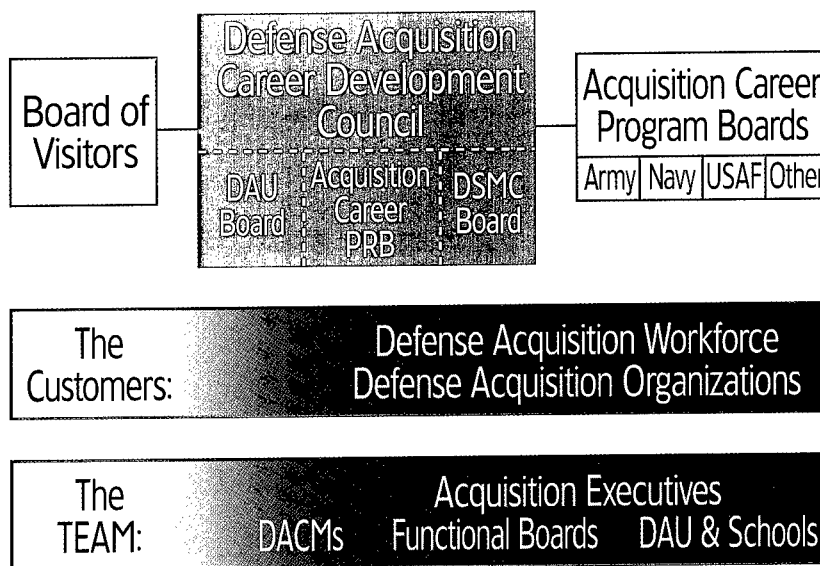 Board of
Visitors
Defense Acquisition
Career Development
Council
DAU
Board
Acquisition
Career
PRB
DSMC
Board
Acquisition Career
Program Boards
Army Navy USAF Other
The
Customers:
Defense Acquisition Workforce
Defense Acquisition Organizations
The
TEAM:
Acquisition Executives
DACMs Functional Boards DAU & Schools